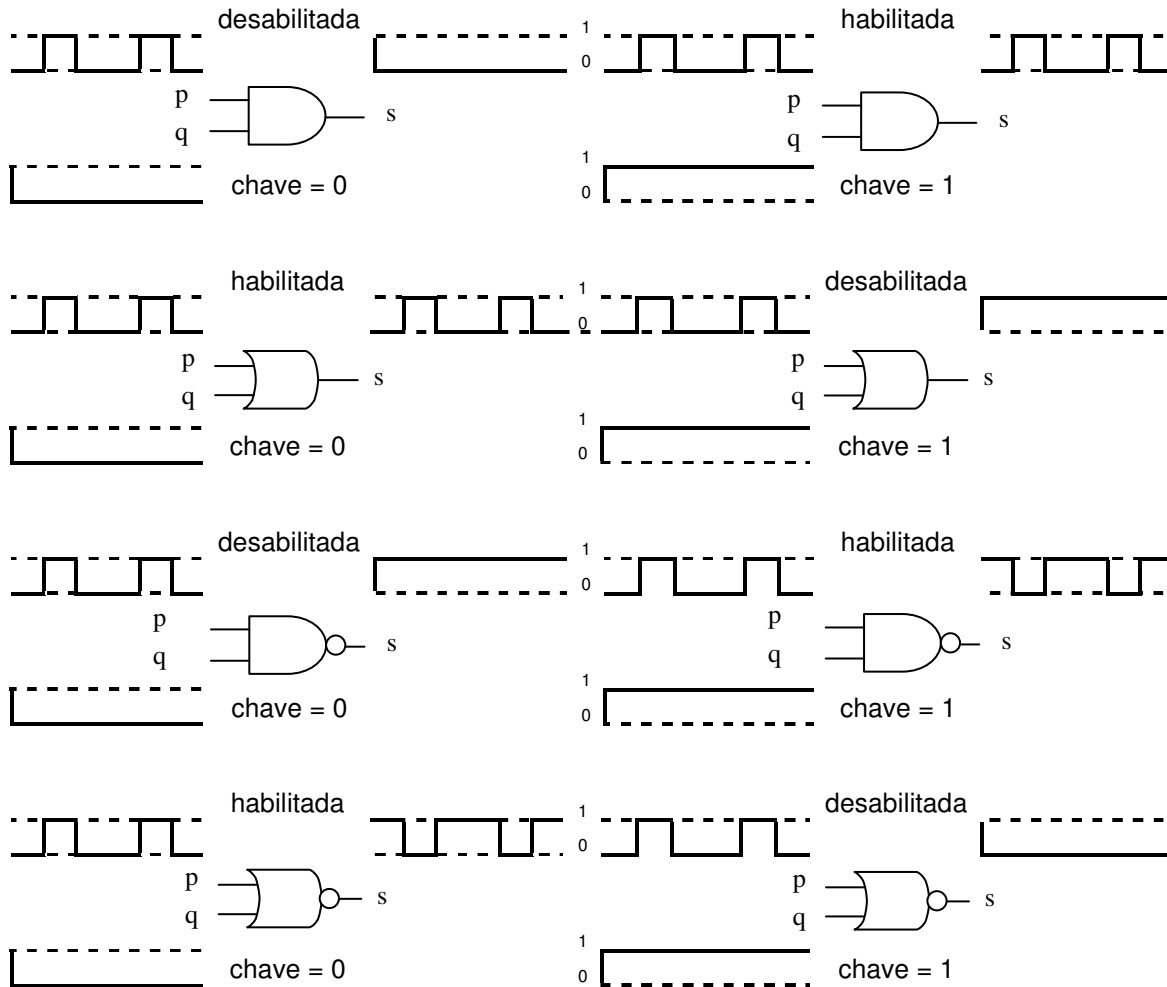 desabilitada
1
habilitada
0
p
q
s
p
q
s
chave = 0
1
0
chave = 1
habilitada
1
desabilitada
0
p
q
s
p
q
s
chave = 0
1
0
chave = 1
desabilitada
1
habilitada
0
p
q
s
p
q
s
chave = 0
1
0
chave = 1
habilitada
1
desabilitada
0
p
q
s
p
q
s
chave = 0
1
0
chave = 1